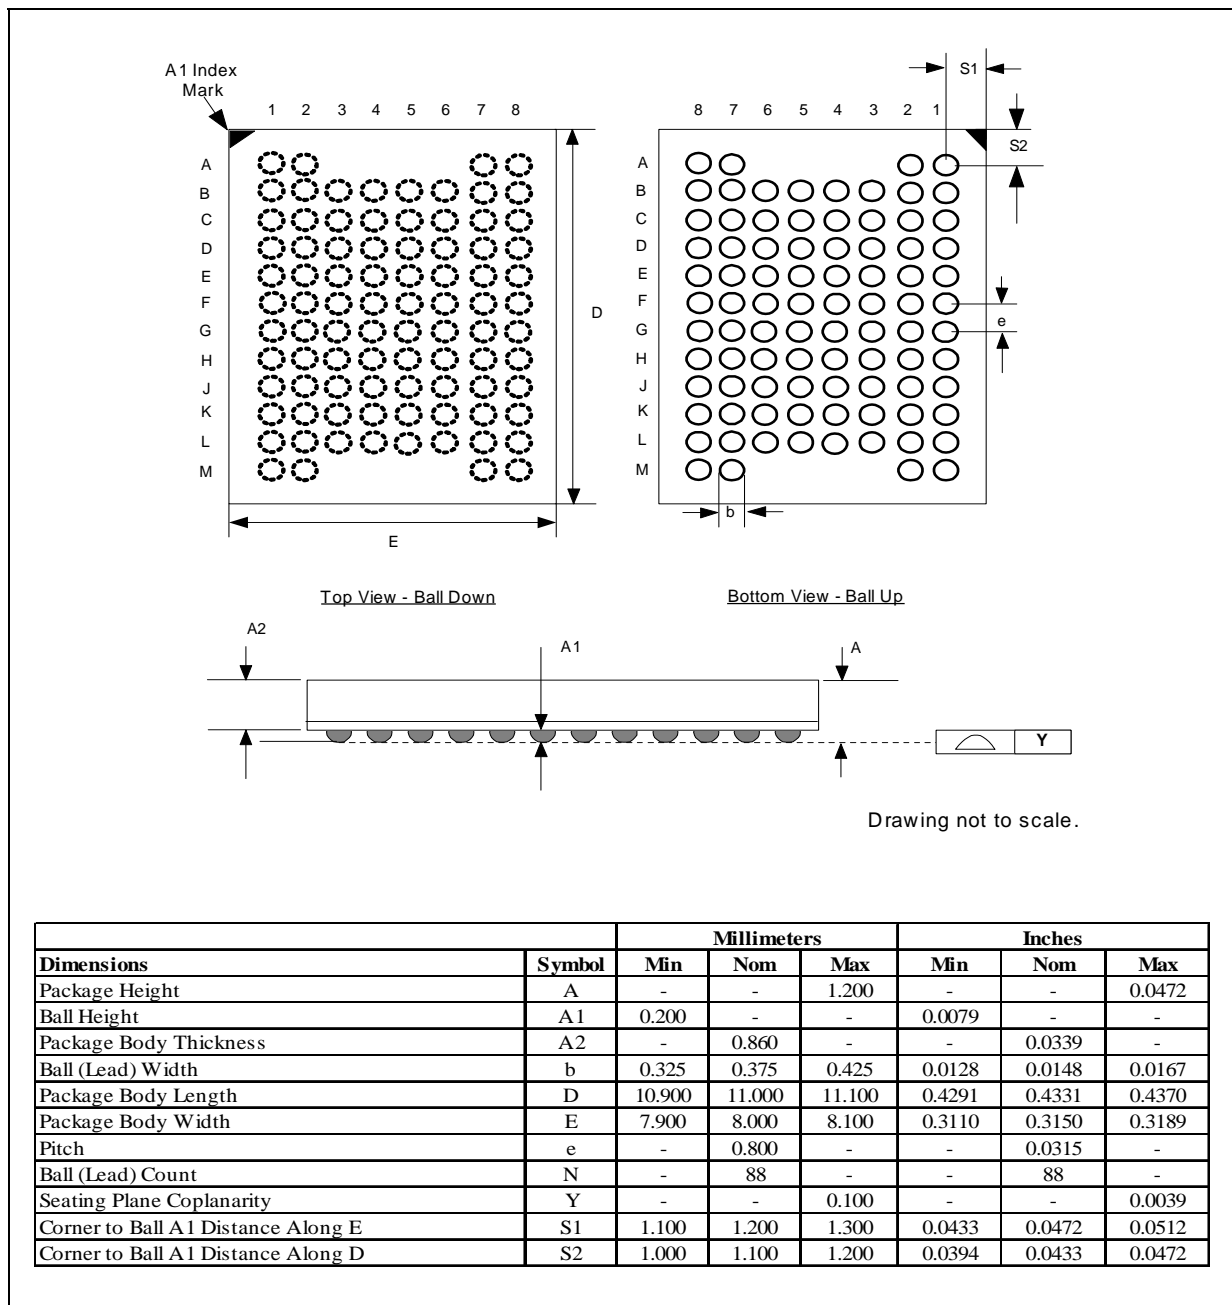 A1 Index
Mark
1 2 3 4 5 6 7 8
A
B
C
D
E
F
G
H
J
K
L
M
D
E
8 7 6 5 4 3 2 1
A
B
C
D
E
F
G
H
J
K
L
M
S1
S2
e
b
Top View - Ball Down
Bottom View - Ball Up
A2
A1
A
Y
Drawing not to scale.
Millimeters Inches
Dimensions Symbol Min Nom Max Min Nom Max
Package Height A - - 1.200 - - 0.0472
Ball Height A1 0.200 - - 0.0079 - -
Package Body Thickness A2 - 0.860 - - 0.0339 -
Ball (Lead) Width b 0.325 0.375 0.425 0.0128 0.0148 0.0167
Package Body Length D 10.900 11.000 11.100 0.4291 0.4331 0.4370
Package Body Width E 7.900 8.000 8.100 0.3110 0.3150 0.3189
Pitch e - 0.800 - - 0.0315 -
Ball (Lead) Count N - 88 - - 88 -
Seating Plane Coplanarity Y - - 0.100 - - 0.0039
Corner to Ball A1 Distance Along E S1 1.100 1.200 1.300 0.0433 0.0472 0.0512
Corner to Ball A1 Distance Along D S2 1.000 1.100 1.200 0.0394 0.0433 0.0472